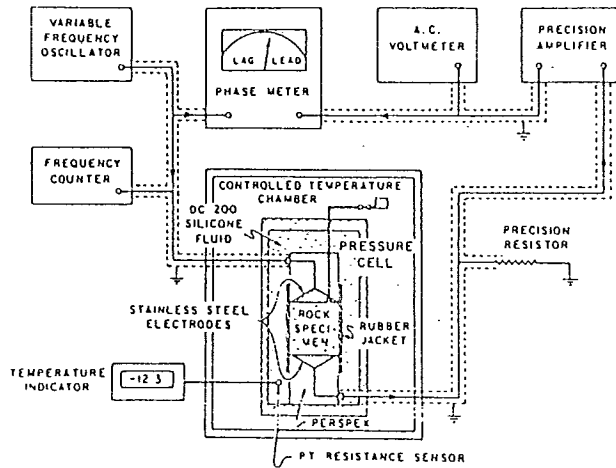 VARIABLE
FREQUENCY
OSCILLATOR
LAG LEAD
PHASE METER
A.C.
VOLTMETER
PRECISION
AMPLIFIER
FREQUENCY
COUNTER
CONTROLLED TEMPERATURE
CHAMBER
DC 200
SILICONE
FLUID
PRESSURE
CELL
PRECISION
RESISTOR
STAINLESS STEEL
ELECTRODES
ROCK
SPECI-
MEN
RUBBER
JACKET
TEMPERATURE
INDICATOR
-12 3
PERSPEX
PT RESISTANCE SENSOR